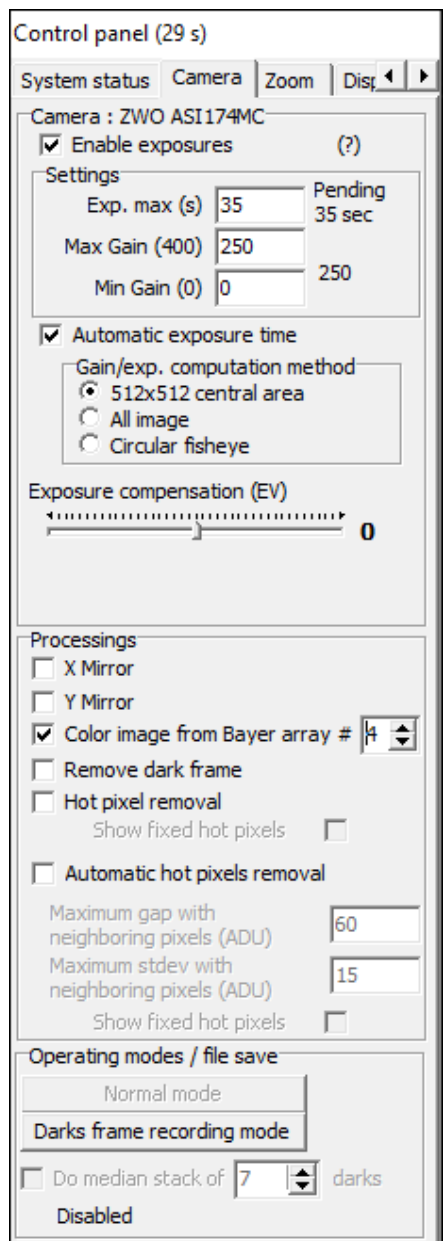 Control panel (29 s)
System status Camera Zoom
Camera : ZWO ASI174MC
Enable exposures (?)
Settings
Exp. max (s) 35 Pending
35 sec
Max Gain (400) 250
Min Gain (0) 0 250
Automatic exposure time
Gain/exp. computation method
512x512 central area
All image
Circular fisheye
Exposure compensation (EV)
0
Processings
X Mirror
Y Mirror
Color image from Bayer array # 4
Remove dark frame
Hot pixel removal
Show fixed hot pixels
Automatic hot pixels removal
Maximum gap with
neighboring pixels (ADU) 60
Maximum stdev with
neighboring pixels (ADU) 15
Show fixed hot pixels
Operating modes / file save
Normal mode
Darks frame recording mode
Do median stack of 7 darks
Disabled